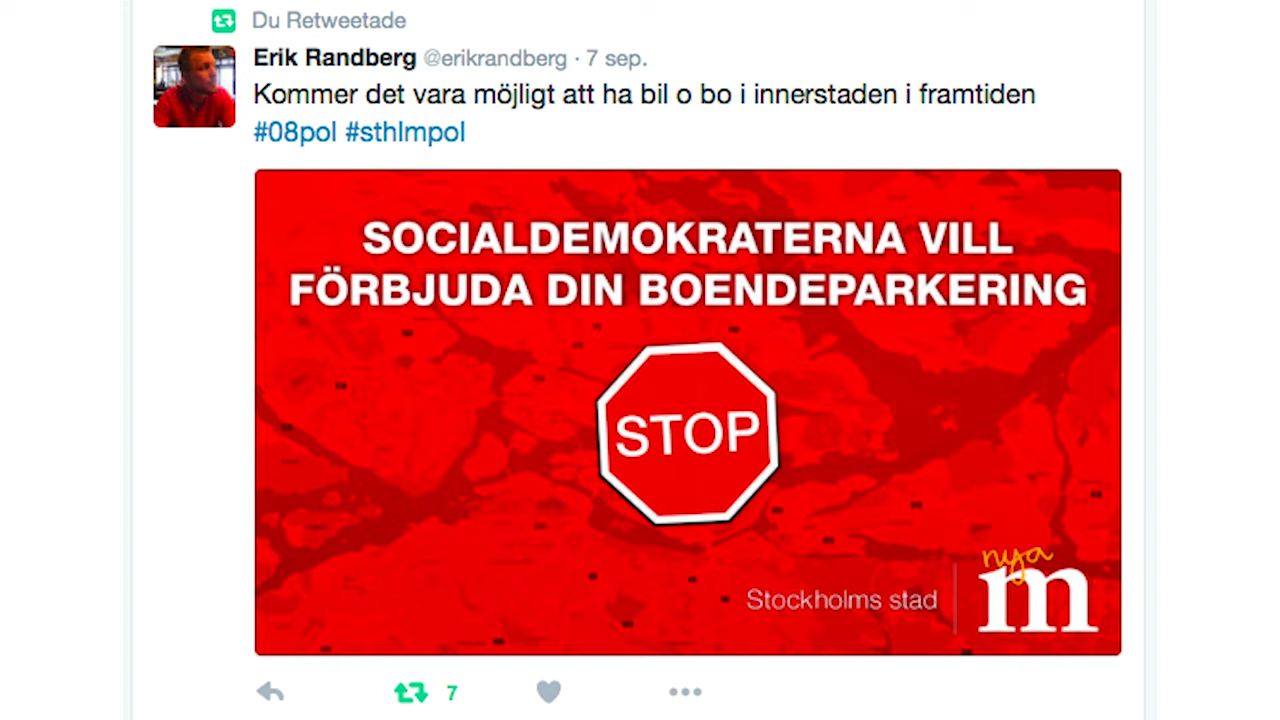 Du Retweetade
Erik Randberg @erikrandberg · 7 sep.
Kommer det vara möjligt att ha bil o bo i innerstaden i framtiden
#08pol #sthlmpol
SOCIALDEMOKRATERNA VILL
FÖRBJUDA DIN BOENDEPARKERING
STOP
nya
Stockholms stad m
7